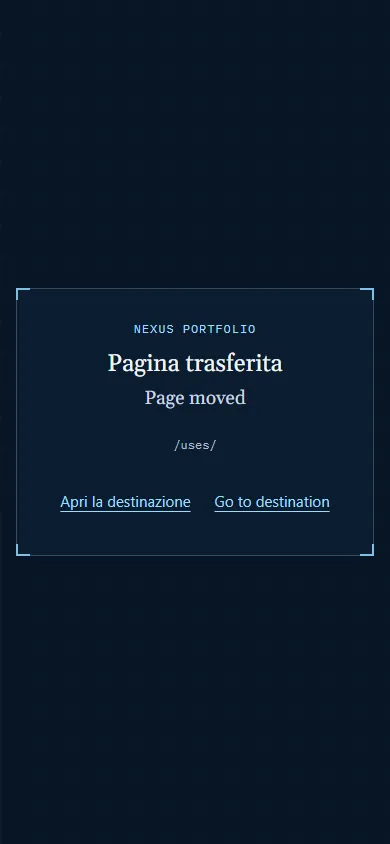 NEXUS PORTFOLIO
Pagina trasferita
Page moved
/uses/
Apri la destinazione Go to destination